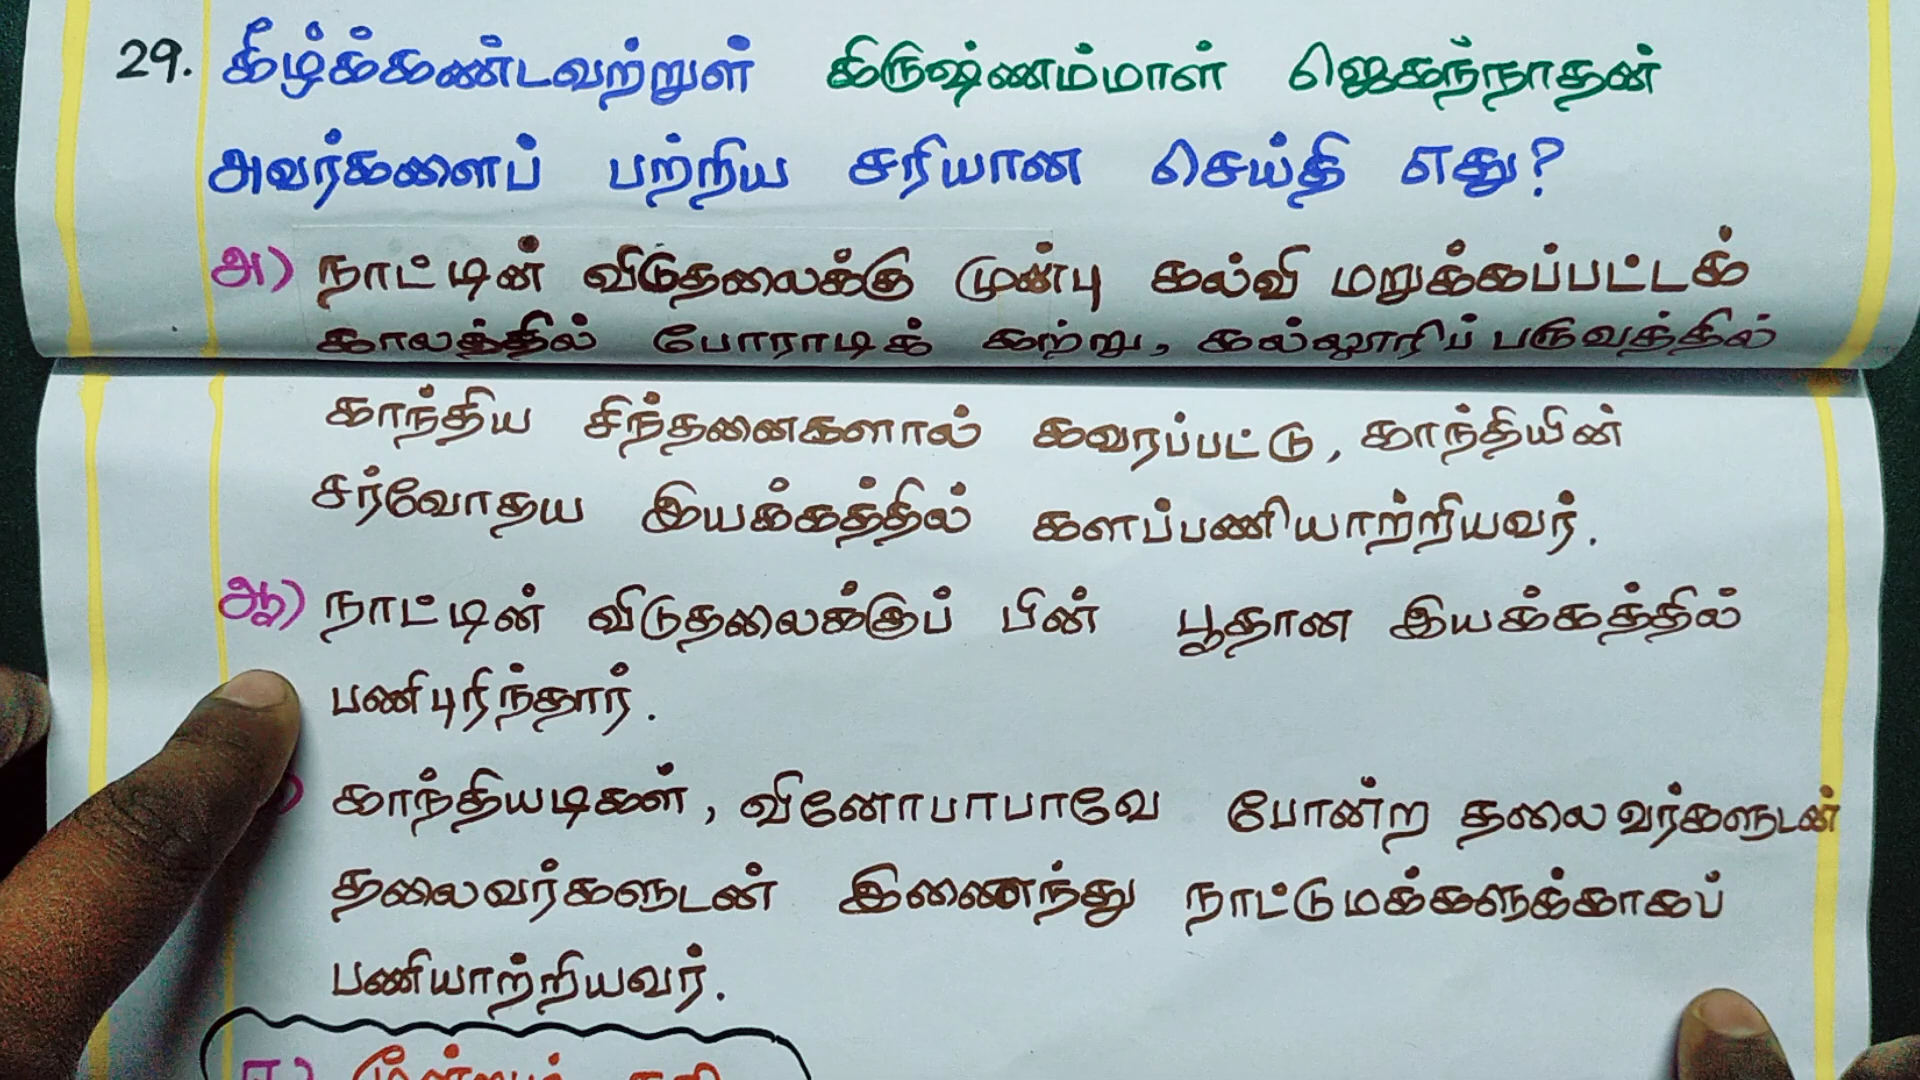 29. கீழ்க்கண்டவற்றுள் கிருஷ்ணம்மாள் ஜெகந்நாதன்
அவர்களைப் பற்றிய சரியான செய்தி எது?
அ) நாட்டின் விடுதலைக்கு முன்பு கல்வி மறுக்கப்பட்டக்
காலத்தில் போராடிக் கற்று, கல்லூரிப் பருவத்தில்
காந்திய சிந்தனைகளால் கவரப்பட்டு, காந்தியின்
சர்வோதய இயக்கத்தில் களப்பணியாற்றியவர்.
ஆ) நாட்டின் விடுதலைக்குப் பின் பூதான இயக்கத்தில்
பணிபுரிந்தார்.
காந்தியடிகள், வினோபாபாவே போன்ற தலைவர்களுடன்
தலைவர்களுடன் இணைந்து நாட்டுமக்களுக்காகப்
பணியாற்றியவர்.